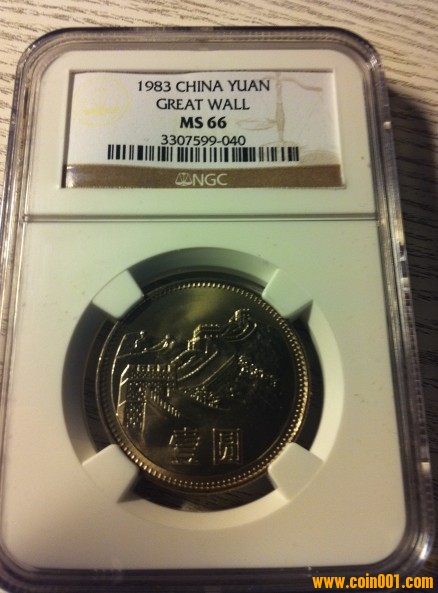 1983 CHINA YUAN
GREAT WALL
MS 66
3307599-040
NGC
壹圆
www.coin001.com